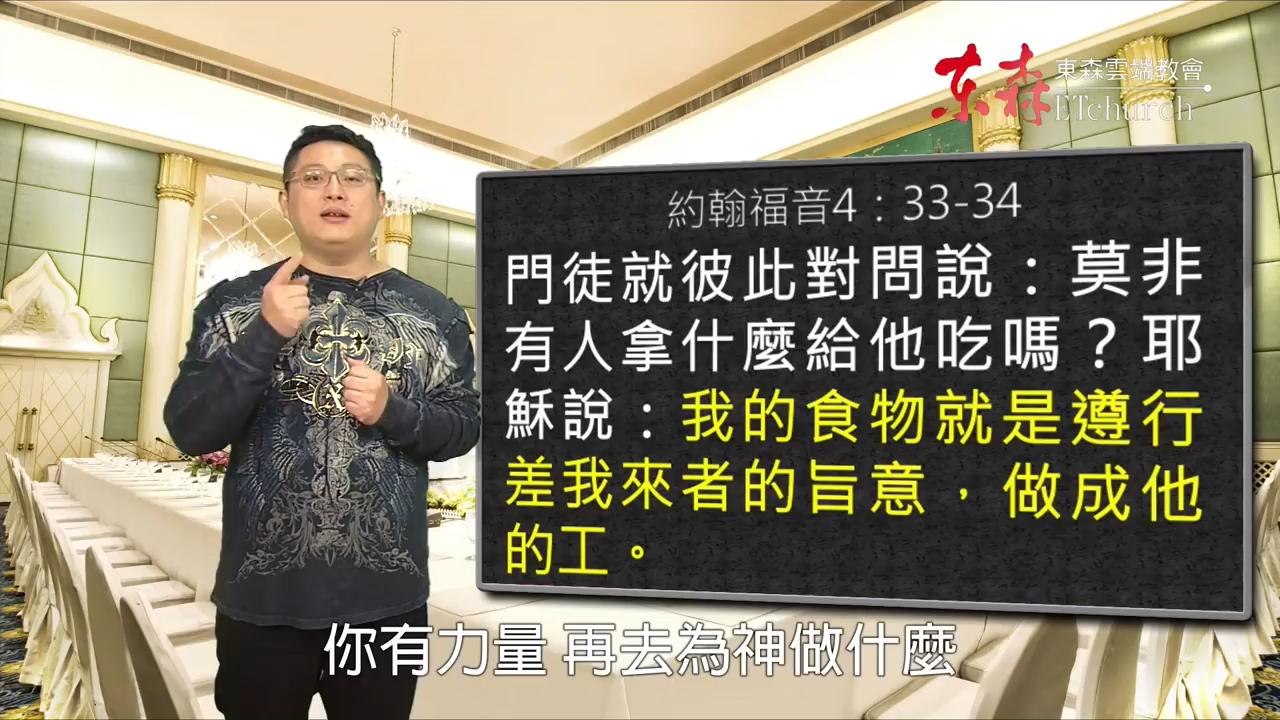 东森
東森雲端教會
ETchurch
約翰福音4：33-34
門徒就彼此對問說：莫非
有人拿什麼給他吃嗎？耶
穌說：我的食物就是遵行
差我來者的旨意，做成他
的工。
你有力量 再去為神做什麼